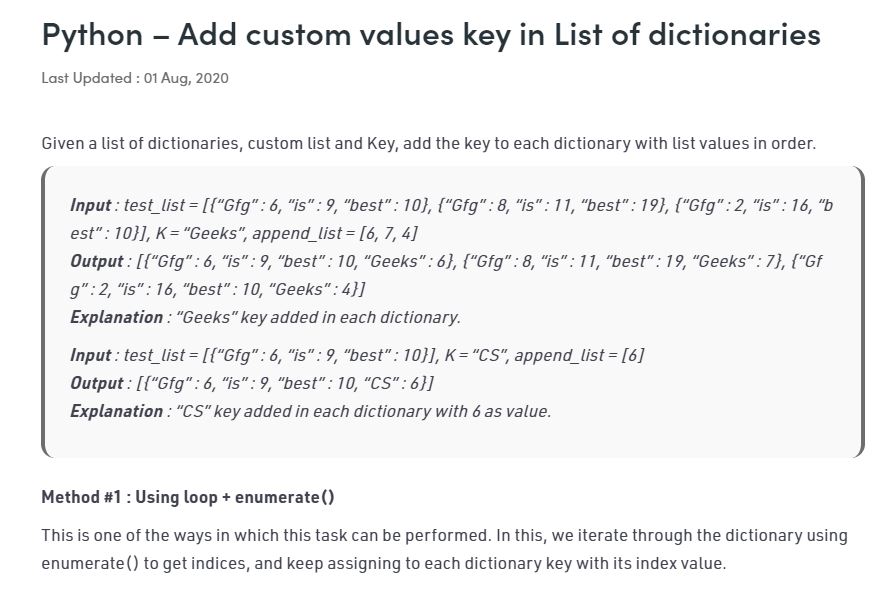 Python – Add custom values key in List of dictionaries
Last Updated : 01 Aug, 2020
Given a list of dictionaries, custom list and Key, add the key to each dictionary with list values in order.
Input : test_list = [{“Gfg” : 6, “is” : 9, “best” : 10}, {“Gfg” : 8, “is” : 11, “best” : 19}, {“Gfg” : 2, “is” : 16, “b
est” : 10}], K = “Geeks”, append_list = [6, 7, 4]
Output : [{“Gfg” : 6, “is” : 9, “best” : 10, “Geeks” : 6}, {“Gfg” : 8, “is” : 11, “best” : 19, “Geeks” : 7}, {“Gf
g” : 2, “is” : 16, “best” : 10, “Geeks” : 4}]
Explanation : “Geeks” key added in each dictionary.
Input : test_list = [{“Gfg” : 6, “is” : 9, “best” : 10}], K = “CS”, append_list = [6]
Output : [{“Gfg” : 6, “is” : 9, “best” : 10, “CS” : 6}]
Explanation : “CS” key added in each dictionary with 6 as value.
Method #1 : Using loop + enumerate()
This is one of the ways in which this task can be performed. In this, we iterate through the dictionary using
enumerate() to get indices, and keep assigning to each dictionary key with its index value.